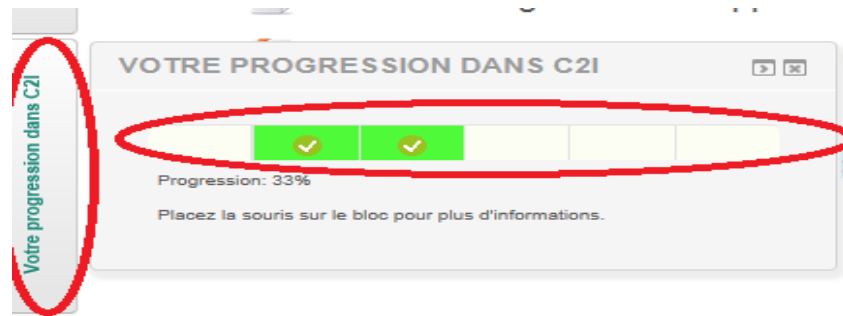 VOTRE PROGRESSION DANS C2I
Votre progression dans C2I
Progression: 33%
Placez la souris sur le bloc pour plus d'informations.